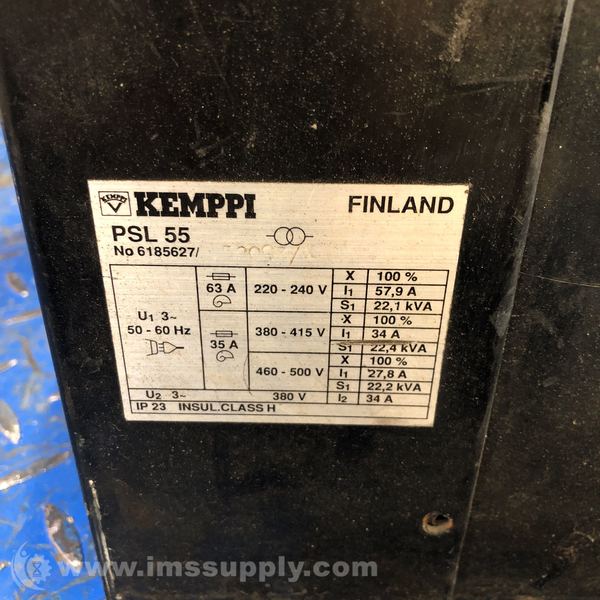 KEMPPI KEMPPI FINLAND
PSL 55
No 6185627/
63 A 220 - 240 V X 100 %
I1 57,9 A
S1 22,1 kVA
U1 3~
50 - 60 Hz
35 A 380 - 415 V X 100 %
I1 34 A
S1 22,4 kVA
460 - 500 V X 100 %
I1 27,8 A
S1 22,2 kVA
U2 3~ 380 V I2 34 A
IP 23 INSUL.CLASS H
www.imssupply.com